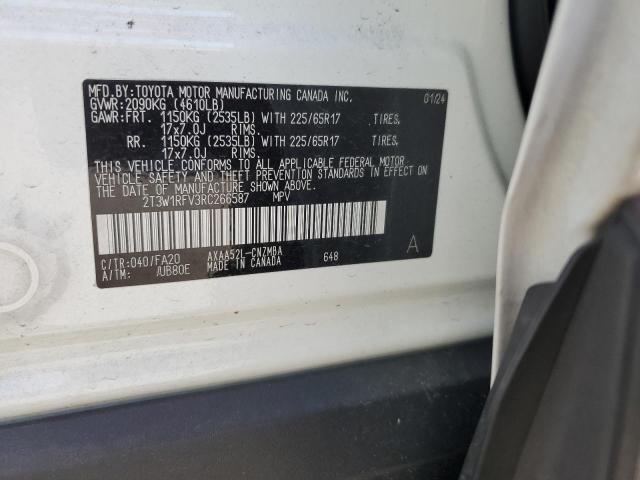 MFD.BY:TOYOTA MOTOR MANUFACTURING CANADA INC. 01/24
GVWR:2090KG (4610LB)
GAWR:FRT. 1150KG (2535LB) WITH 225/65R17 TIRES.
17x7.0J RIMS.
RR. 1150KG (2535LB) WITH 225/65R17 TIRES.
17x7.0J RIMS.
THIS VEHICLE CONFORMS TO ALL APPLICABLE FEDERAL MOTOR
VEHICLE SAFETY AND THEFT PREVENTION STANDARDS IN EFFECT ON
THE DATE OF MANUFACTURE SHOWN ABOVE.
2T3W1RFV3RC266587 MPV
C/TR:040/FA20 AXAA52L-CNZMBA A
A/TM: /UB80E MADE IN CANADA 648